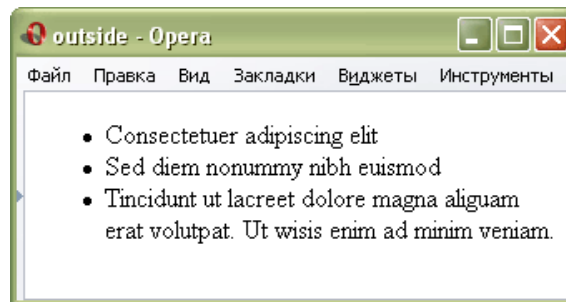 outside - Opera
Файл Правка Вид Закладки Виджеты Инструменты
• Consectetuer adipiscing elit
• Sed diem nonummy nibh euismod
• Tincidunt ut lacreet dolore magna aliguam
erat volutpat. Ut wisis enim ad minim veniam.